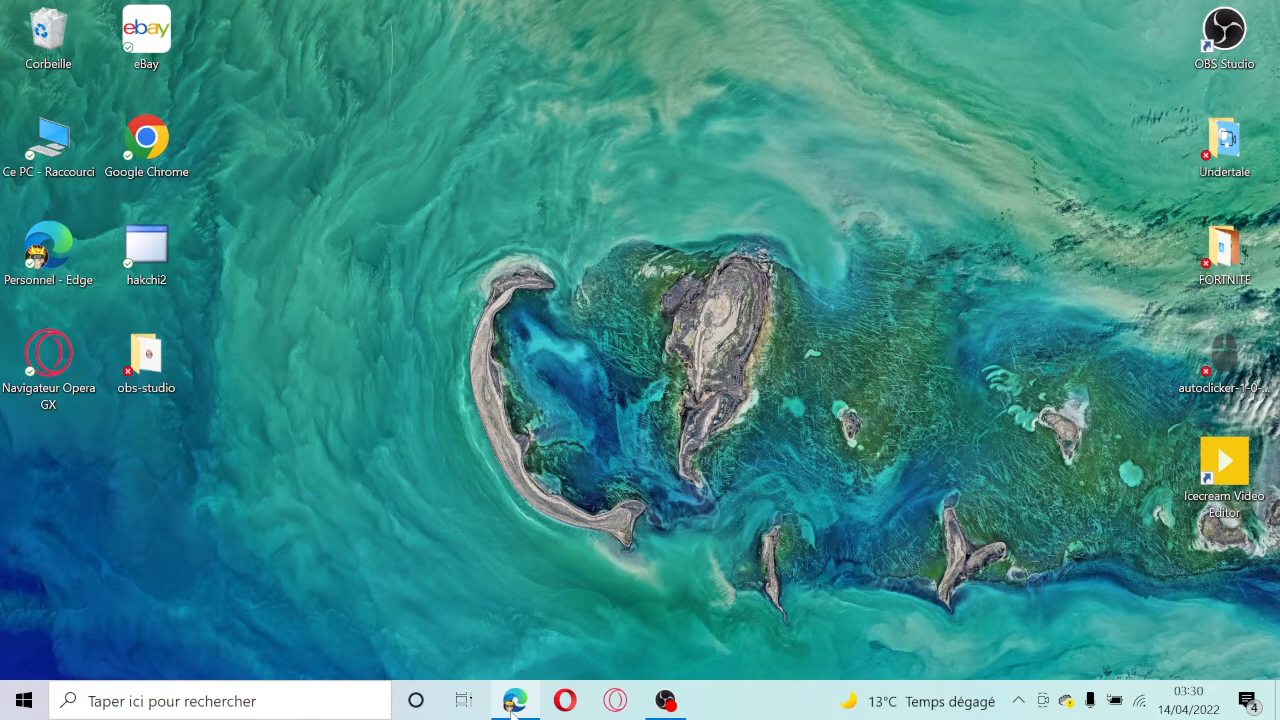 Corbeille
ebay
eBay
OBS Studio
Ce PC - Raccourci
Google Chrome
Undertale
Personnel - Edge
hakchi2
FORTNITE
Navigateur Opera
GX
obs-studio
autoclicker-1-0-...
Icecream Video
Editor
Taper ici pour rechercher
13°C Temps dégagé
03:30
14/04/2022
4